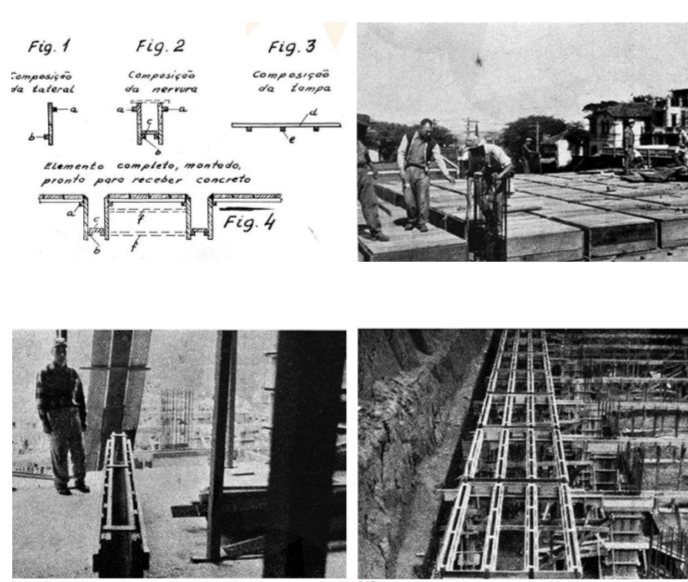 Fig. 1
Composição
da lateral
a
b
Fig. 2
Composição
da nervura
a
a
c
b
Fig. 3
Composição
da tampa
d
e
Elemento completo, montado,
pronto para receber concreto
a
c
b
f
f
Fig. 4